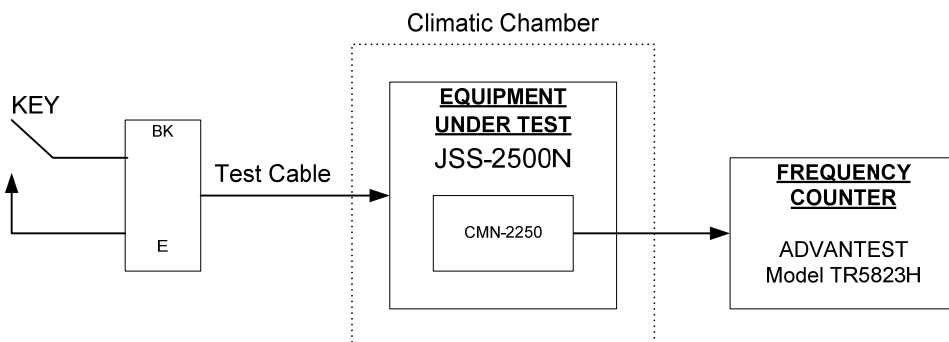 Climatic Chamber
KEY
BK
E
Test Cable
EQUIPMENT
UNDER TEST
JSS-2500N
CMN-2250
FREQUENCY
COUNTER
ADVANTEST
Model TR5823H